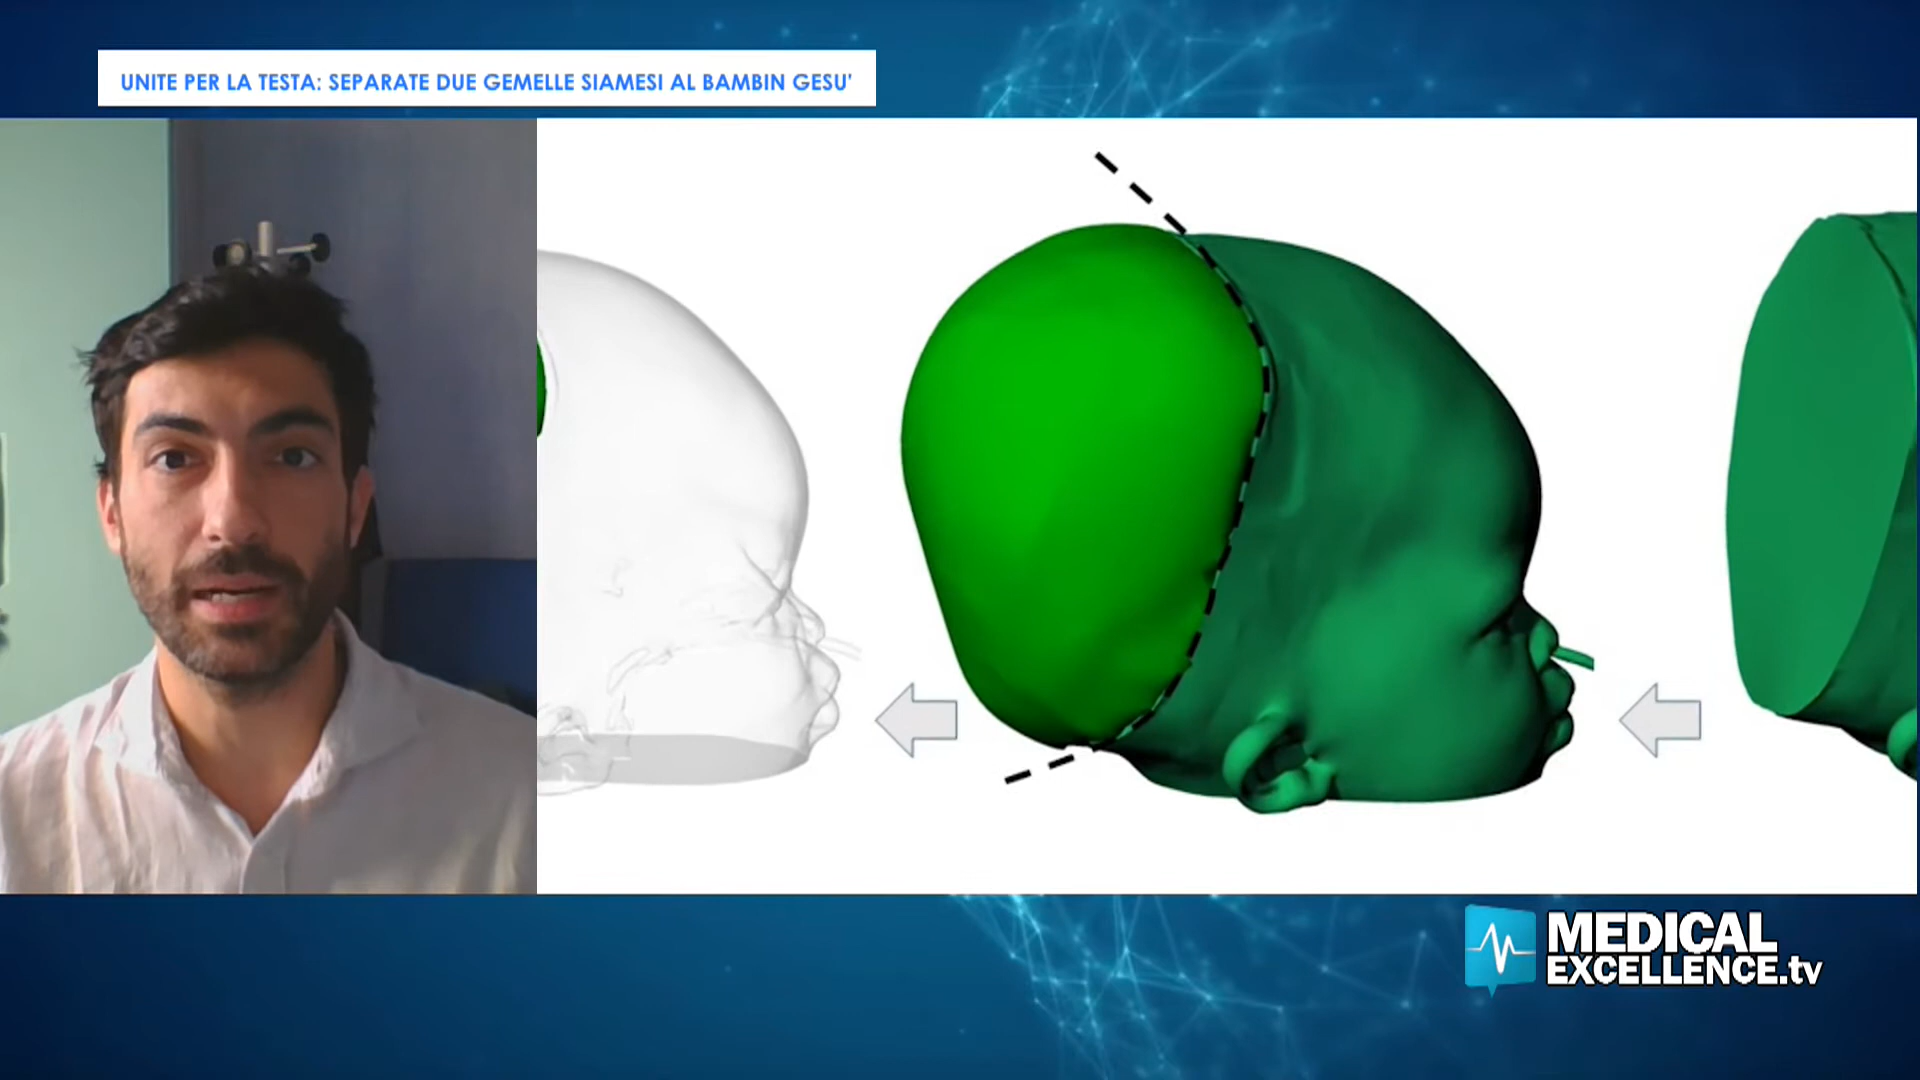 UNITE PER LA TESTA: SEPARATE DUE GEMELLE SIAMESI AL BAMBIN GESU'
MEDICAL
EXCELLENCE.tv